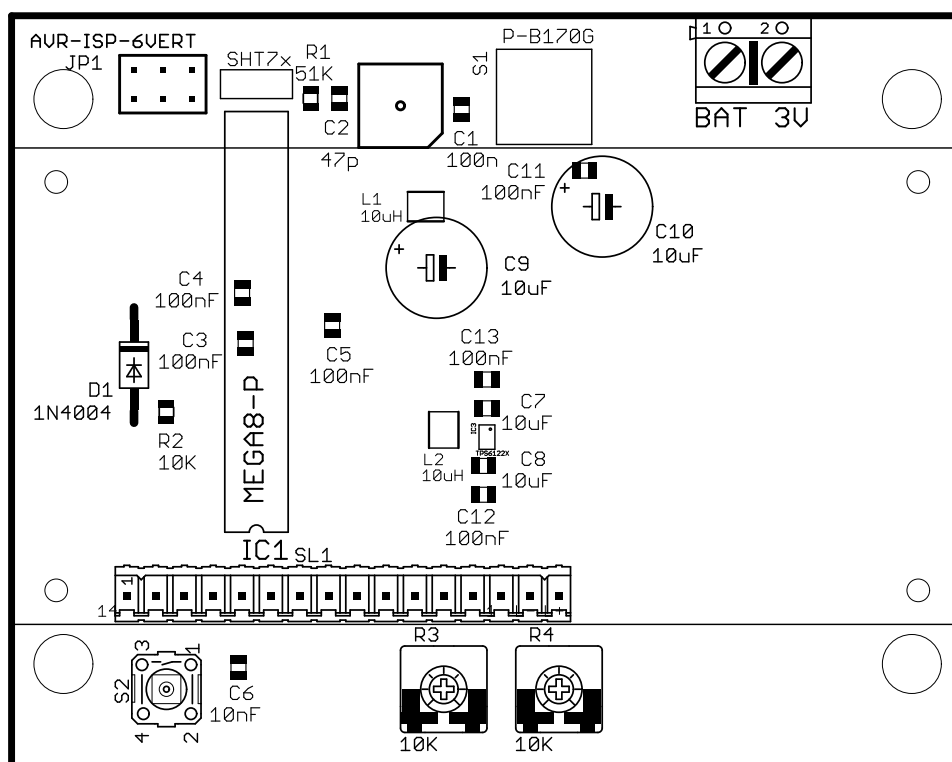 AVR-ISP-6VERT
JP1
SHT7x
R1
51K
C2
47p
C1
100n
S1
P-B170G
1 2
BAT 3V
C11
100nF
+
C10
10uF
L1
10uH
+
C9
10uF
C4
100nF
C3
100nF
C5
100nF
D1
1N4004
R2
10K
MEGA8-P
IC1
C13
100nF
C7
10uF
IC3
TPS6122X
L2
10uH
C8
10uF
C12
100nF
SL1
1
14
S2
3
1
4
2
C6
10nF
R3
10K
R4
10K